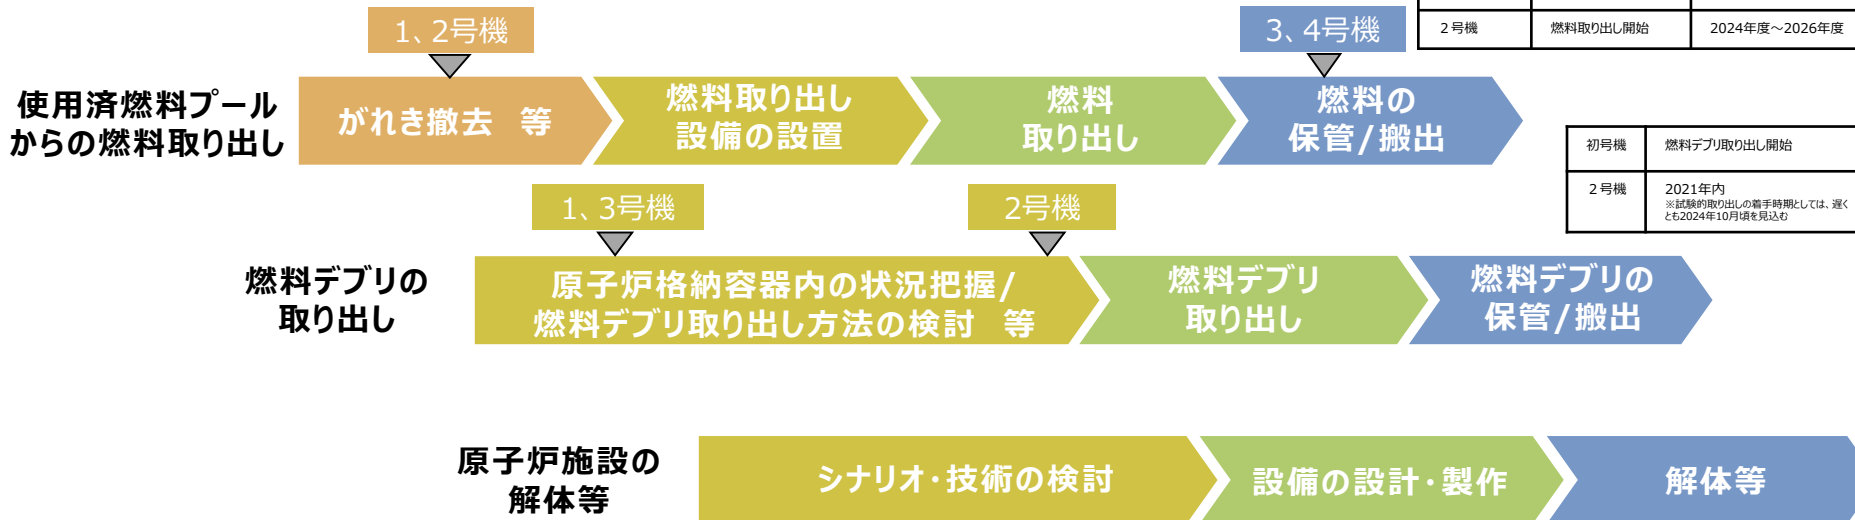 1、2号機
3、4号機
2号機 燃料取り出し開始 2024年度～2026年度
使用済燃料プール
からの燃料取り出し
がれき撤去　等
燃料取り出し
設備の設置
燃料
取り出し
燃料の
保管/搬出
初号機 燃料デブリ取り出し開始
2号機 2021年内
※試験的取り出しの着手時期としては、遅く
とも2024年10月頃を見込む
1、3号機
2号機
燃料デブリの
取り出し
原子炉格納容器内の状況把握/
燃料デブリ取り出し方法の検討　等
燃料デブリ
取り出し
燃料デブリの
保管/搬出
原子炉施設の
解体等
シナリオ・技術の検討
設備の設計・製作
解体等